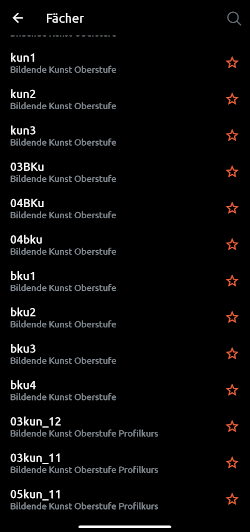 Fächer
kun1
Bildende Kunst Oberstufe
kun2
Bildende Kunst Oberstufe
kun3
Bildende Kunst Oberstufe
03BKu
Bildende Kunst Oberstufe
04BKu
Bildende Kunst Oberstufe
04bku
Bildende Kunst Oberstufe
bku1
Bildende Kunst Oberstufe
bku2
Bildende Kunst Oberstufe
bku3
Bildende Kunst Oberstufe
bku4
Bildende Kunst Oberstufe
03kun_12
Bildende Kunst Oberstufe Profilkurs
03kun_11
Bildende Kunst Oberstufe Profilkurs
05kun_11
Bildende Kunst Oberstufe Profilkurs